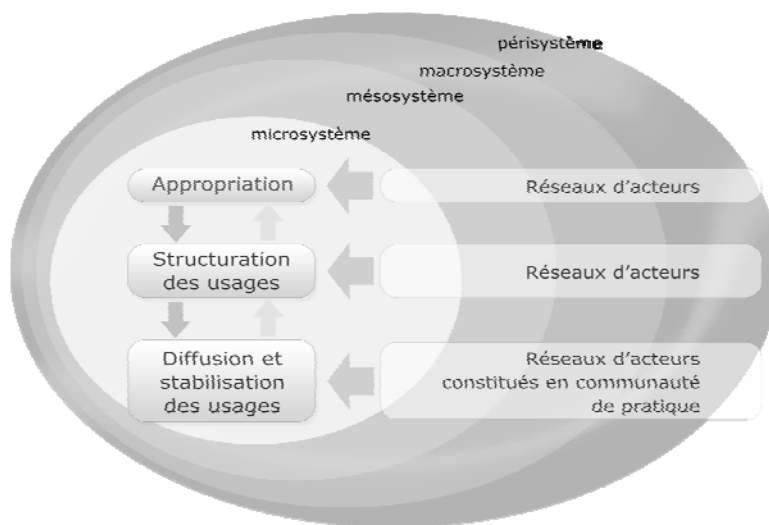 périsystème
macrosystème
mésosystème
microsystème
Appropriation
Réseaux d'acteurs
Structuration
des usages
Réseaux d'acteurs
Diffusion et
stabilisation
des usages
Réseaux d'acteurs
constitués en communauté
de pratique